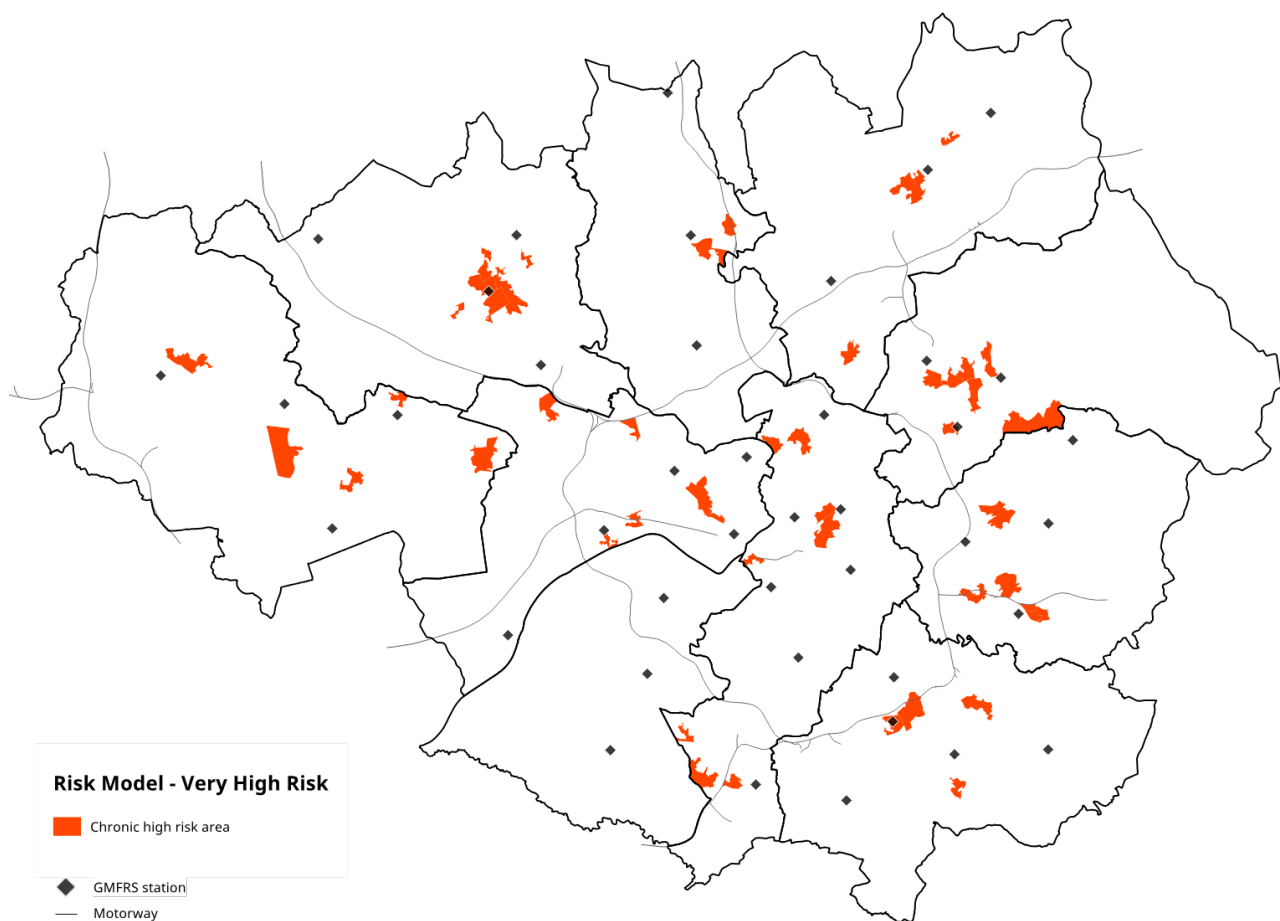 Risk Model - Very High Risk
Chronic high risk area
GMFRS station
Motorway